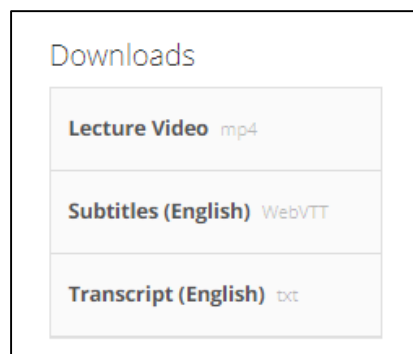 Downloads
Lecture Video mp4
Subtitles (English) WebVTT
Transcript (English) txt